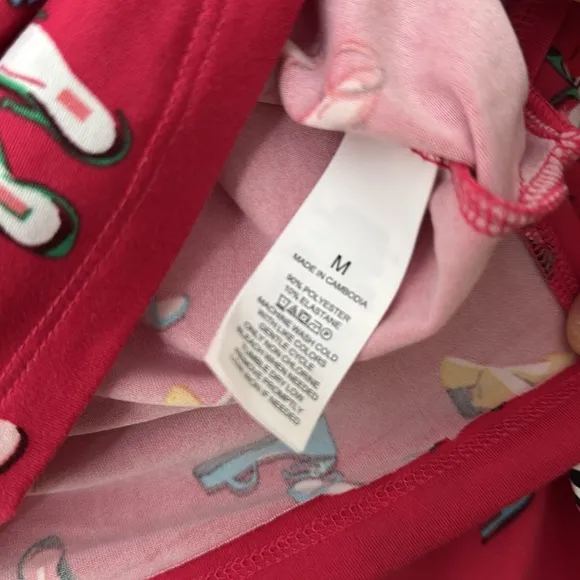 M
MADE IN CAMBODIA
90% POLYESTER
10% ELASTANE
MACHINE WASH COLD
WITH LIKE COLORS
GENTLE CYCLE
ONLY NON CHLORINE
BLEACH WHEN NEEDED
TUMBLE DRY LOW
REMOVE PROMPTLY
IRON IF NEEDED